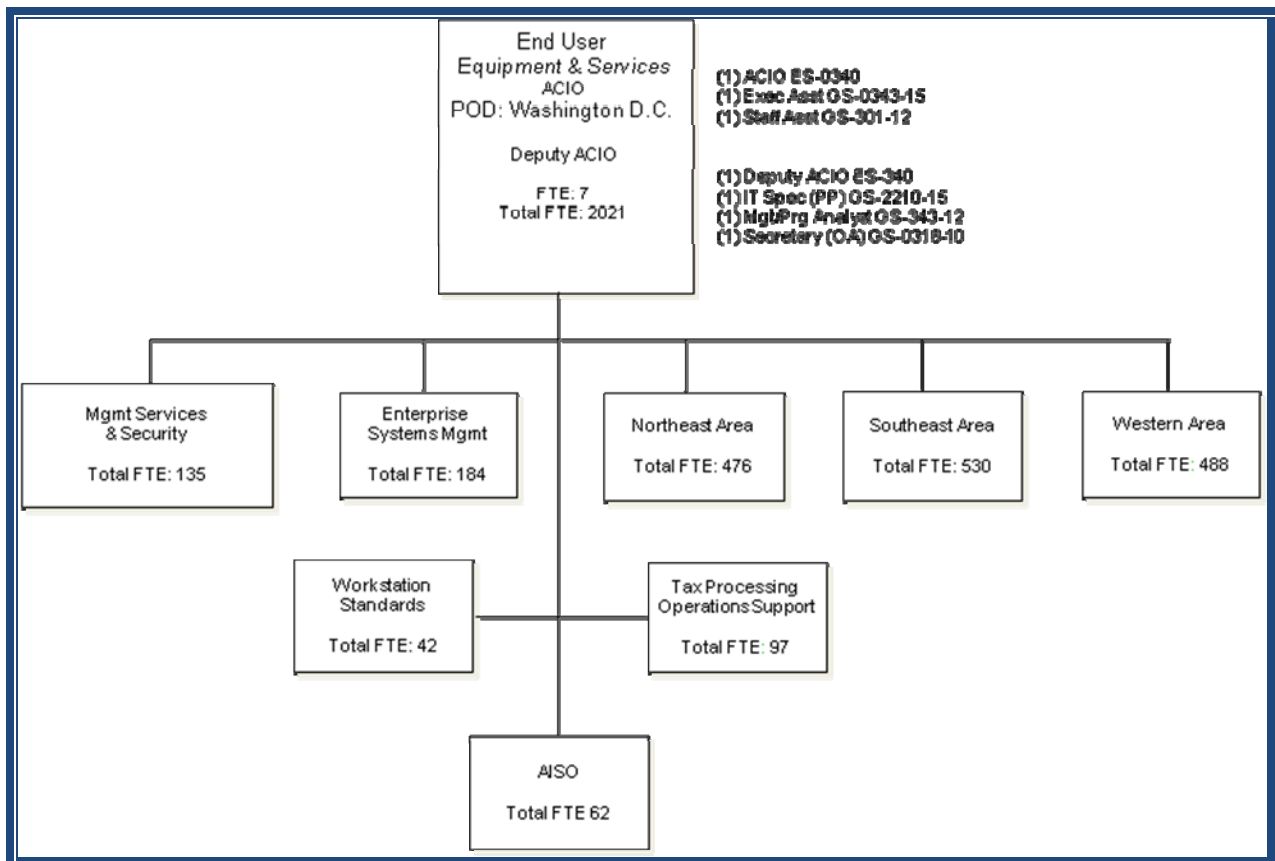 End User
Equipment & Services
ACIO
POD: Washington D.C.
Deputy ACIO
FTE: 7
Total FTE: 2021
(1) ACIO ES-0340
(1) Exec Asst GS-0343-15
(1) Staff Asst GS-301-12
(1) Deputy ACIO ES-340
(1) IT Spec (PP) GS-2210-15
(1) Mgt/Prg Analyst GS-343-12
(1) Secretary (OA) GS-0318-10
Mgmt Services
& Security
Total FTE: 135
Enterprise
Systems Mgmt
Total FTE: 184
Northeast Area
Total FTE: 476
Southeast Area
Total FTE: 530
Western Area
Total FTE: 488
Workstation
Standards
Total FTE: 42
Tax Processing
Operations Support
Total FTE: 97
AISO
Total FTE 62